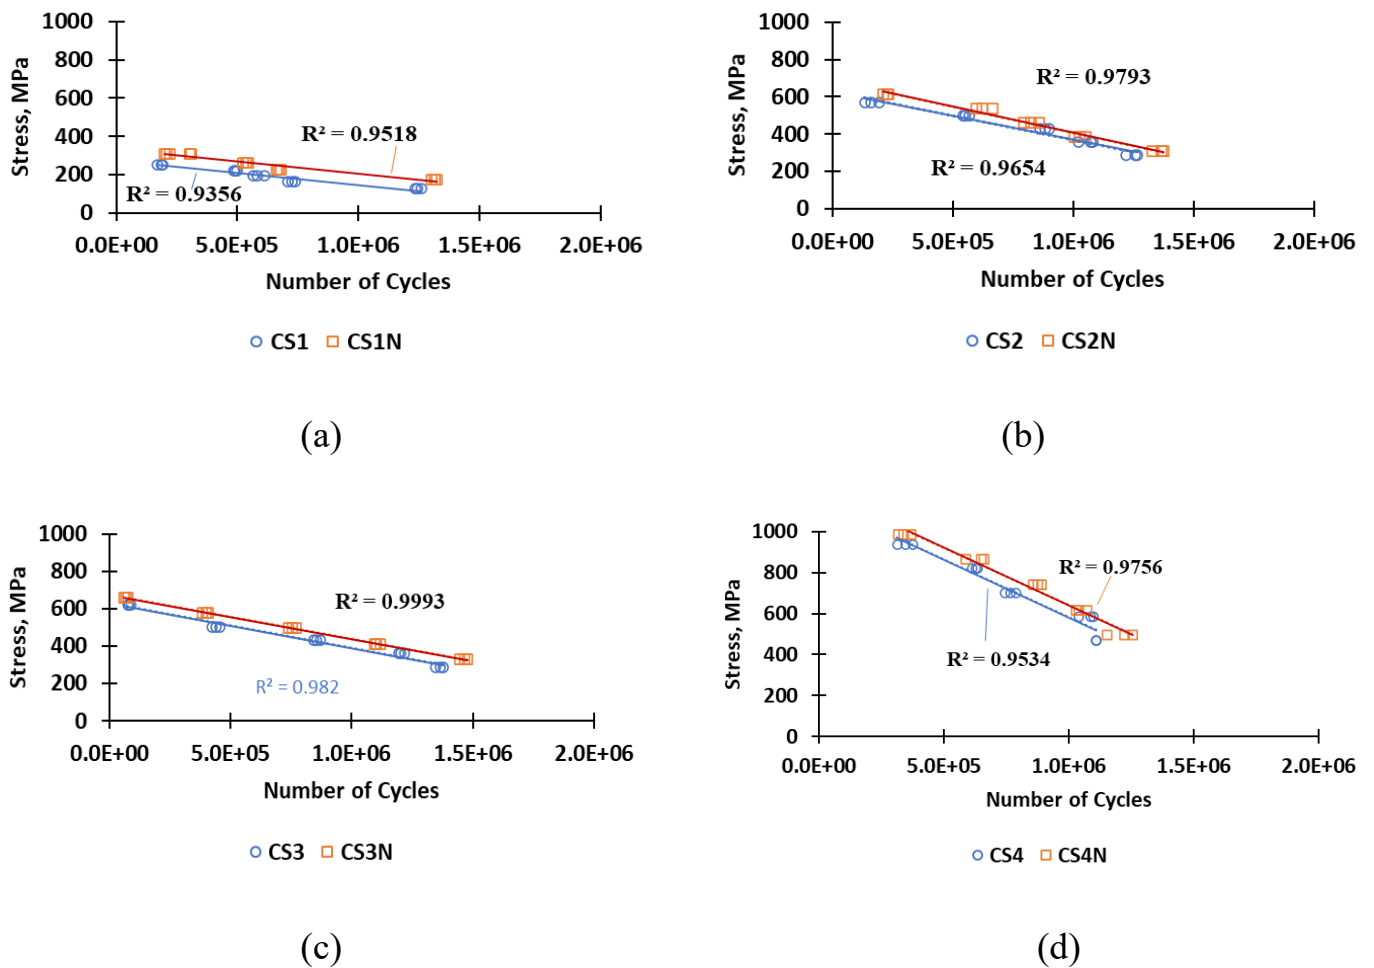 Stress, MPa
1000
800
600
400
200
0
R² = 0.9518
R² = 0.9356
0.0E+00 5.0E+05 1.0E+06 1.5E+06 2.0E+06
Number of Cycles
CS1 CS1N
(a)
Stress, MPa
1000
800
600
400
200
0
R² = 0.9793
R² = 0.9654
0.0E+00 5.0E+05 1.0E+06 1.5E+06 2.0E+06
Number of Cycles
CS2 CS2N
(b)
Stress, MPa
1000
800
600
400
200
0
R² = 0.9993
R² = 0.982
0.0E+00 5.0E+05 1.0E+06 1.5E+06 2.0E+06
Number of Cycles
CS3 CS3N
(c)
Stress, MPa
1000
800
600
400
200
0
R² = 0.9756
R² = 0.9534
0.0E+00 5.0E+05 1.0E+06 1.5E+06 2.0E+06
Number of Cycles
CS4 CS4N
(d)